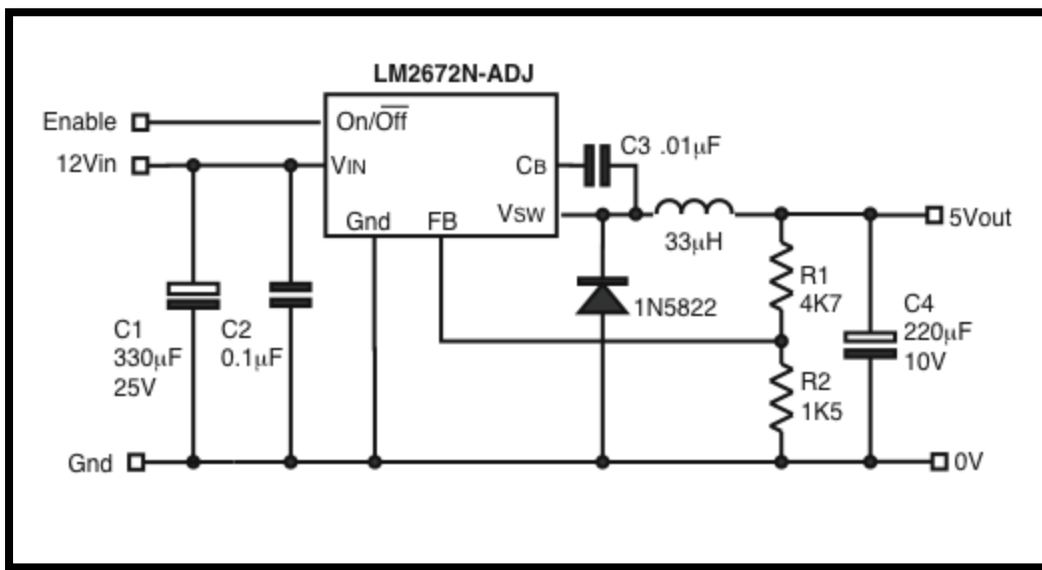 LM2672N-ADJ
Enable
On/Off
12Vin
VIN
CB
C3 .01µF
Gnd
FB
VSW
5Vout
33µH
R1
4K7
1N5822
C1
330µF
25V
C2
0.1µF
C4
220µF
10V
R2
1K5
Gnd
0V